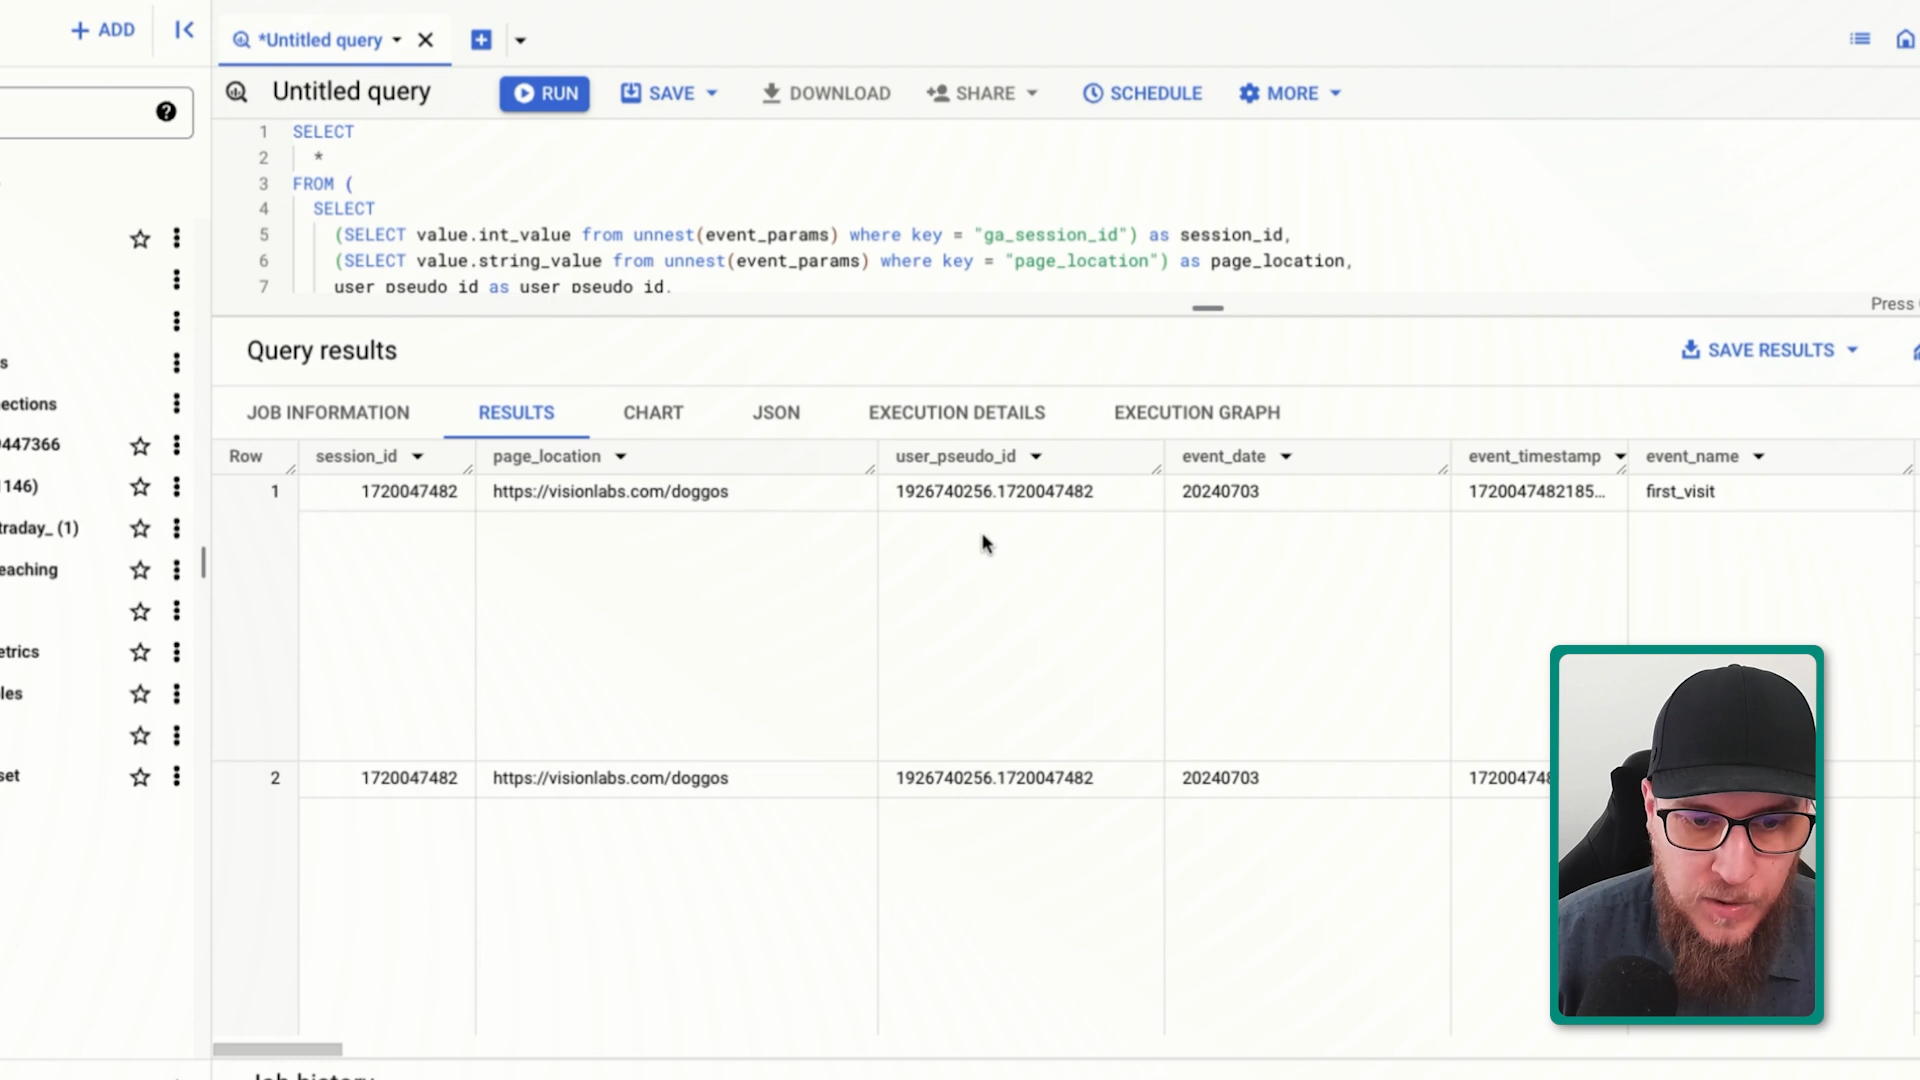 ADD
*Untitled query
Untitled query
RUN
SAVE
DOWNLOAD
SHARE
SCHEDULE
MORE
1 SELECT
2 *
3 FROM (
4 SELECT
5 (SELECT value.int_value from unnest(event_params) where key = "ga_session_id") as session_id,
6 (SELECT value.string_value from unnest(event_params) where key = "page_location") as page_location,
7 user_pseudo_id as user_pseudo_id,
Press
s
ections
447366
146)
traday_ (1)
eaching
etrics
les
set
Query results
SAVE RESULTS
JOB INFORMATION
RESULTS
CHART
JSON
EXECUTION DETAILS
EXECUTION GRAPH
Row session_id page_location user_pseudo_id event_date event_timestamp event_name
1 1720047482 https://visionlabs.com/doggos 1926740256.1720047482 20240703 1720047482185... first_visit
2 1720047482 https://visionlabs.com/doggos 1926740256.1720047482 20240703 172004748
Job history